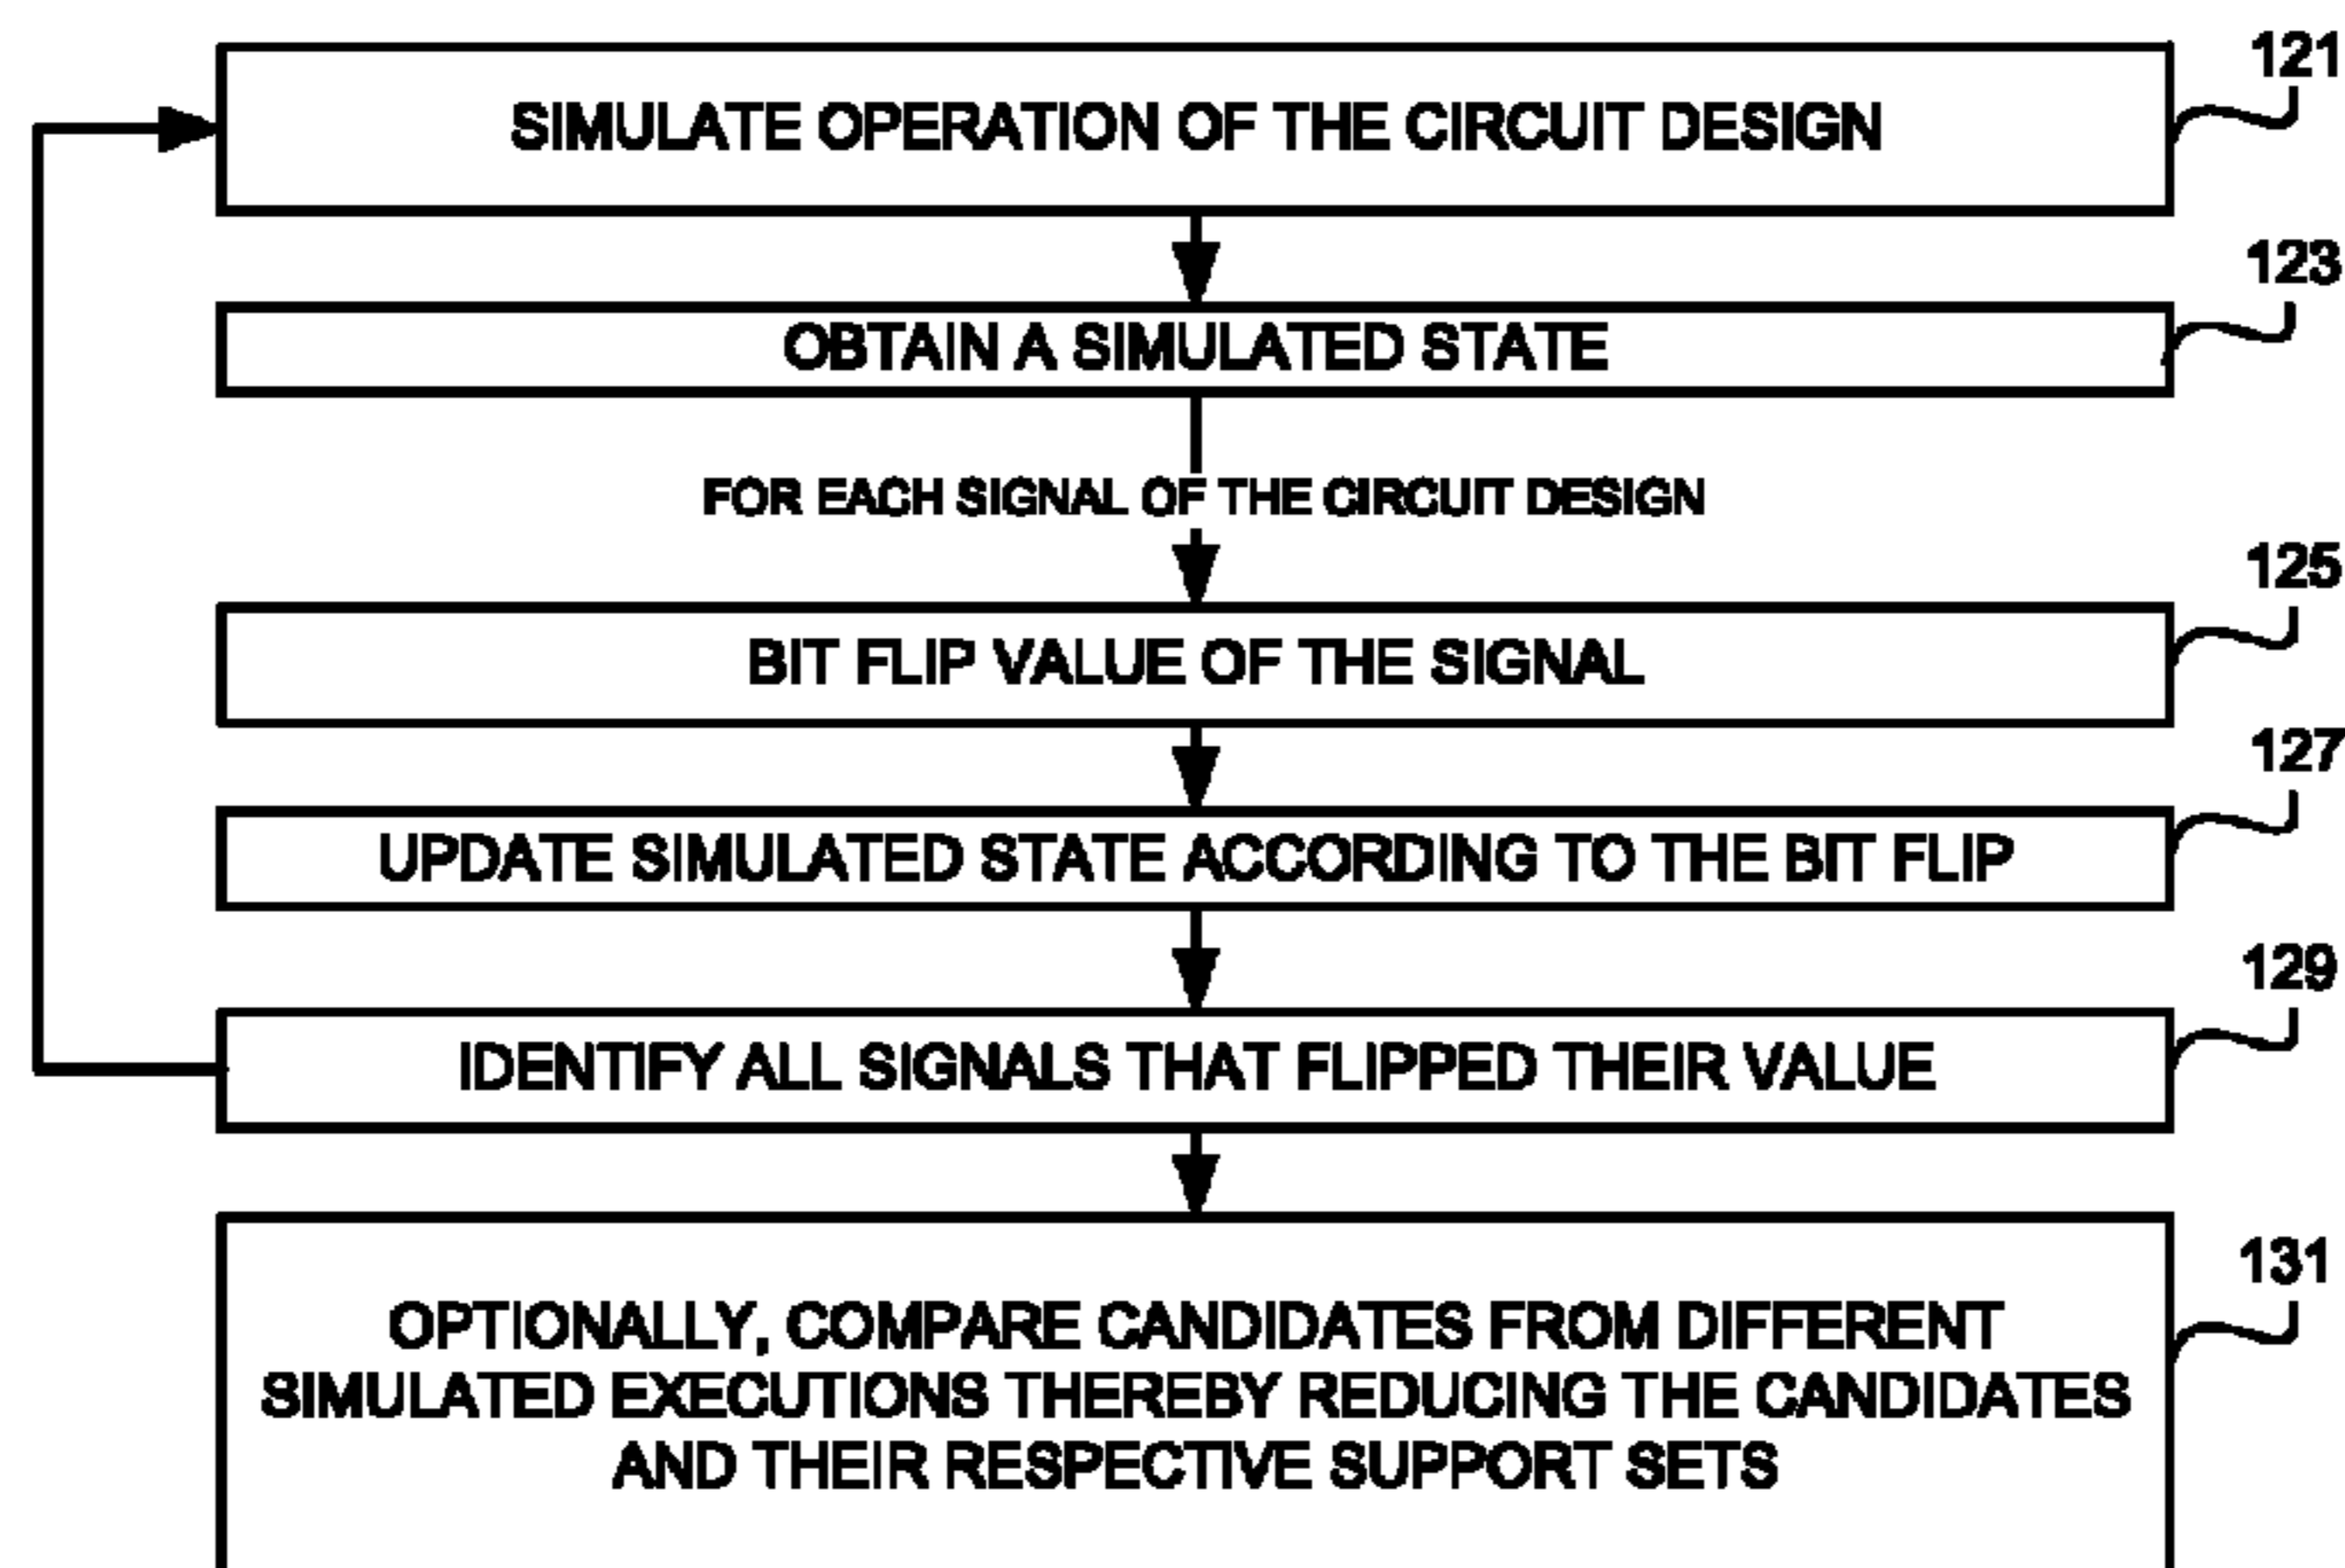 121
SIMULATE OPERATION OF THE CIRCUIT DESIGN
123
OBTAIN A SIMULATED STATE
FOR EACH SIGNAL OF THE CIRCUIT DESIGN
125
BIT FLIP VALUE OF THE SIGNAL
127
UPDATE SIMULATED STATE ACCORDING TO THE BIT FLIP
129
IDENTIFY ALL SIGNALS THAT FLIPPED THEIR VALUE
131
OPTIONALLY, COMPARE CANDIDATES FROM DIFFERENT
SIMULATED EXECUTIONS THEREBY REDUCING THE CANDIDATES
AND THEIR RESPECTIVE SUPPORT SETS